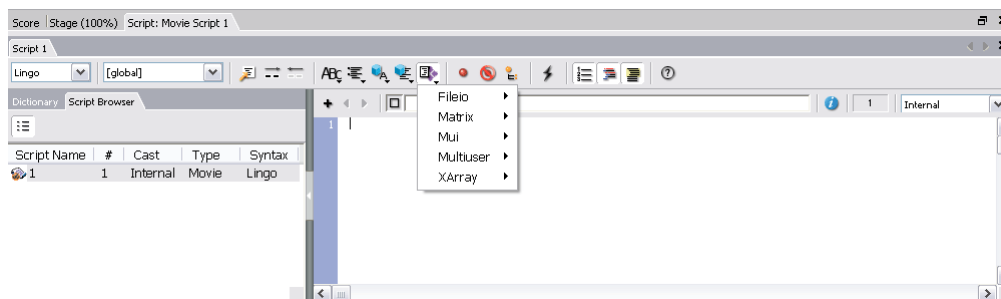 Score Stage (100%) Script: Movie Script 1
Script 1
Lingo [global] ABC
Dictionary Script Browser
1 Internal
Fileio
Matrix
Mui
Multiuser
XArray
1
Script Name # Cast Type Syntax
1 1 Internal Movie Lingo